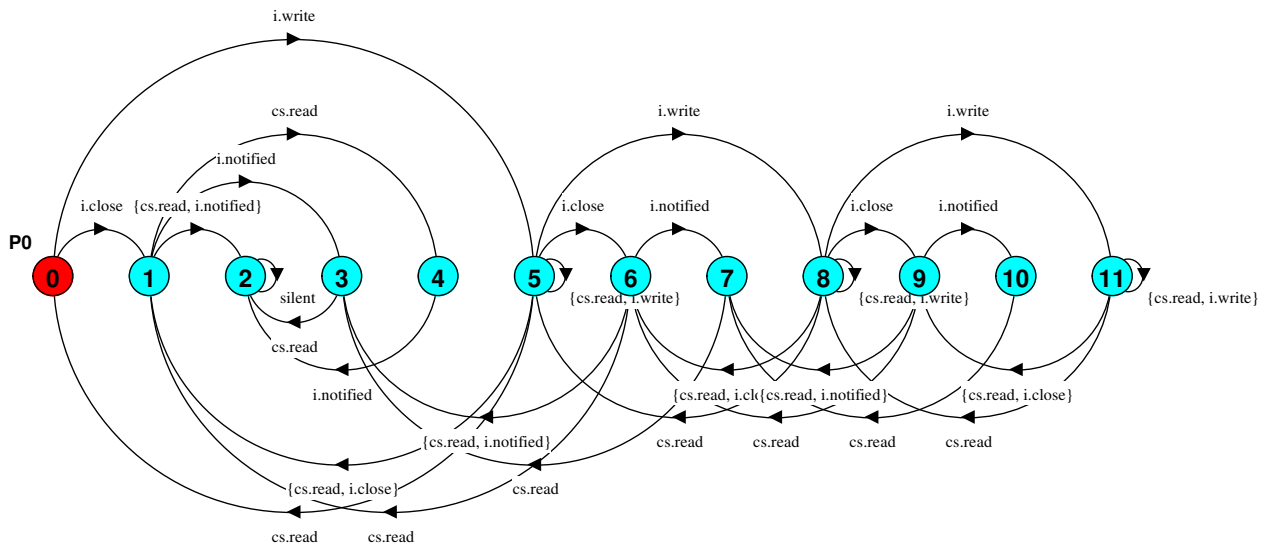 i.write
cs.read
i.write
i.write
i.notified
i.close
{cs.read, i.notified}
i.close
i.notified
i.close
i.notified
P0
0
1
2
3
4
5
6
7
8
9
10
11
silent
{cs.read, i.write}
{cs.read, i.write}
{cs.read, i.write}
cs.read
i.notified
{cs.read, i.cl
{cs.read, i.notified}
{cs.read, i.close}
{cs.read, i.notified}
cs.read
cs.read
cs.read
cs.read
{cs.read, i.close}
cs.read
cs.read
cs.read